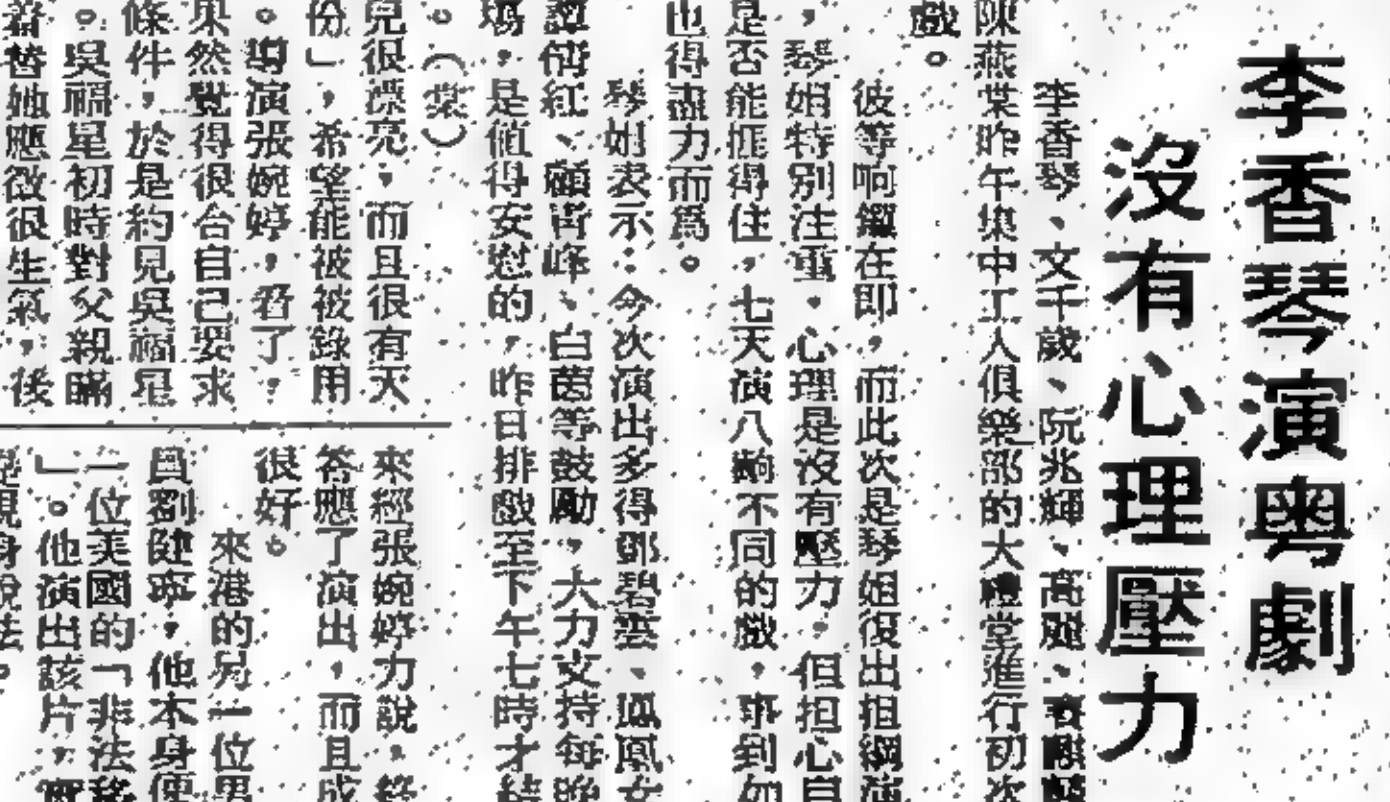 李香琴演粤劇
沒有心理壓力
李香琴、文千歲、阮兆輝、高麗、袁麒麟
陳燕棠昨午集中工人俱樂部的大禮堂進行初次
戲。
彼等响鑼在即，而此次是琴姐復出担綱演
，琴姐特别注重，心理是沒有壓力，但担心自
是否能捱得住，七天演八齣不同的戲，事到如
也得盡力而爲。
琴姐表示：今次演出多得鄧碧雲、鳳凰女
譚倩紅、顧青峰、白茵等鼓勵，大力支持每晚
塲，是值得安慰的，昨日排戲至下午七時才結
。（棠）
兒很漂亮，而且很有天
份」，希望能被被錄用
。導演張婉婷，看了，
果然覺得很合自己要求
條件，於是約見吳福星
。吳福星初時對父親瞞
着替她應徵很生氣，後
來經張婉婷力說，終
答應了演出，而且成
很好。
來港的另一位男
員劉健寧，他本身便
一位美國的「非法移
」。他演出該片，實
現身說法。